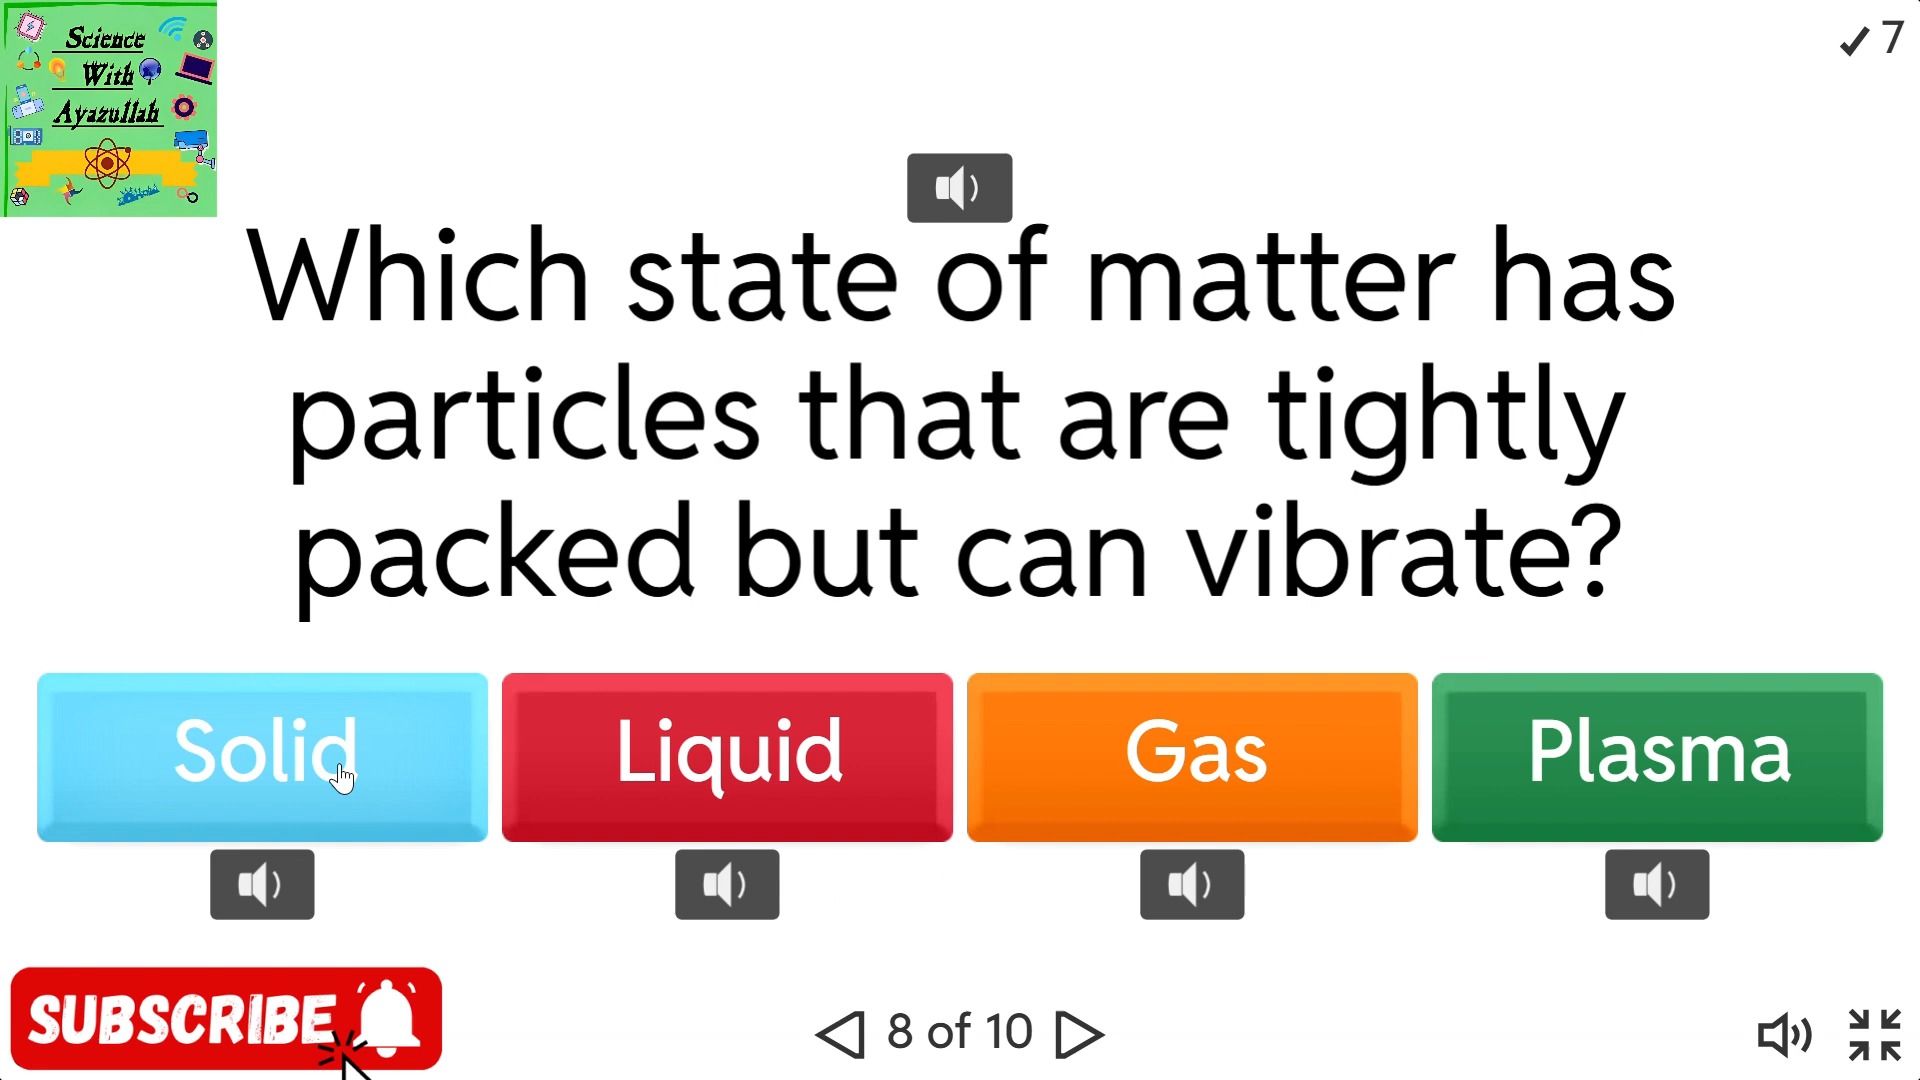 Science
With
Ayazullah
7
Which state of matter has
particles that are tightly
packed but can vibrate?
Solid
Liquid
Gas
Plasma
SUBSCRIBE
8 of 10